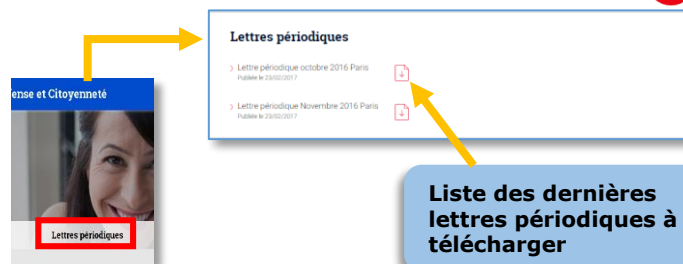 Lettres périodiques
Lettre périodique octobre 2016 Paris
Publiée le 23/02/2017
Lettre périodique Novembre 2016 Paris
Publiée le 23/02/2017
ense et Citoyenneté
Lettres périodiques
Liste des dernières
lettres périodiques à
télécharger